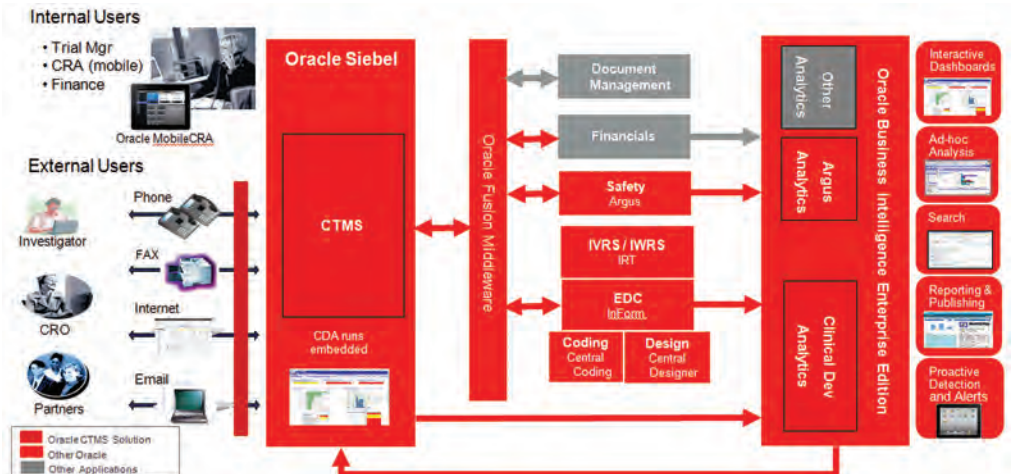 Internal Users
• Trial Mgr
• CRA (mobile)
• Finance
Oracle MobileCRA
External Users
Investigator
CRO
Partners
Phone
FAX
Internet
Email
Oracle CTMS Solution
Other Oracle
Other Applications
Oracle Siebel
CTMS
CDA runs
embedded
Oracle Fusion Middleware
Document
Management
Financials
Safety
Argus
IVRS / IWRS
IRT
EDC
InForm
Coding
Central
Coding
Design
Central
Designer
Other
Analytics
Argus
Analytics
Clinical Dev
Analytics
Oracle Business Intelligence Enterprise Edition
Interactive
Dashboards
Ad-hoc
Analysis
Search
Reporting &
Publishing
Proactive
Detection
and Alerts